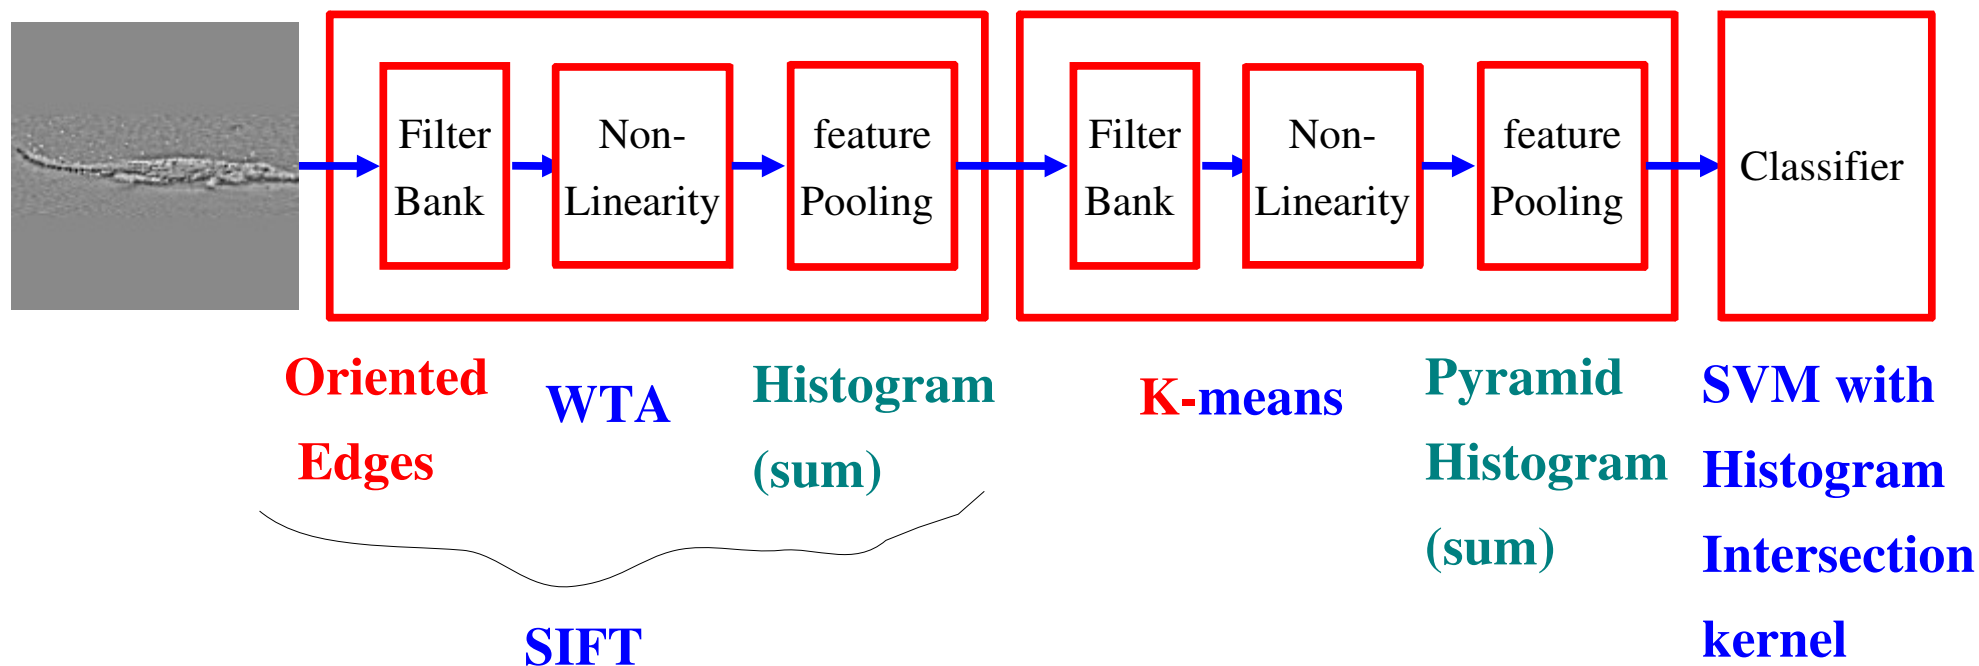 Filter
Bank
Non-
Linearity
feature
Pooling
Filter
Bank
Non-
Linearity
feature
Pooling
Classifier
Oriented
Edges
WTA
Histogram
(sum)
K-means
Pyramid
Histogram
(sum)
SVM with
Histogram
Intersection
kernel
SIFT